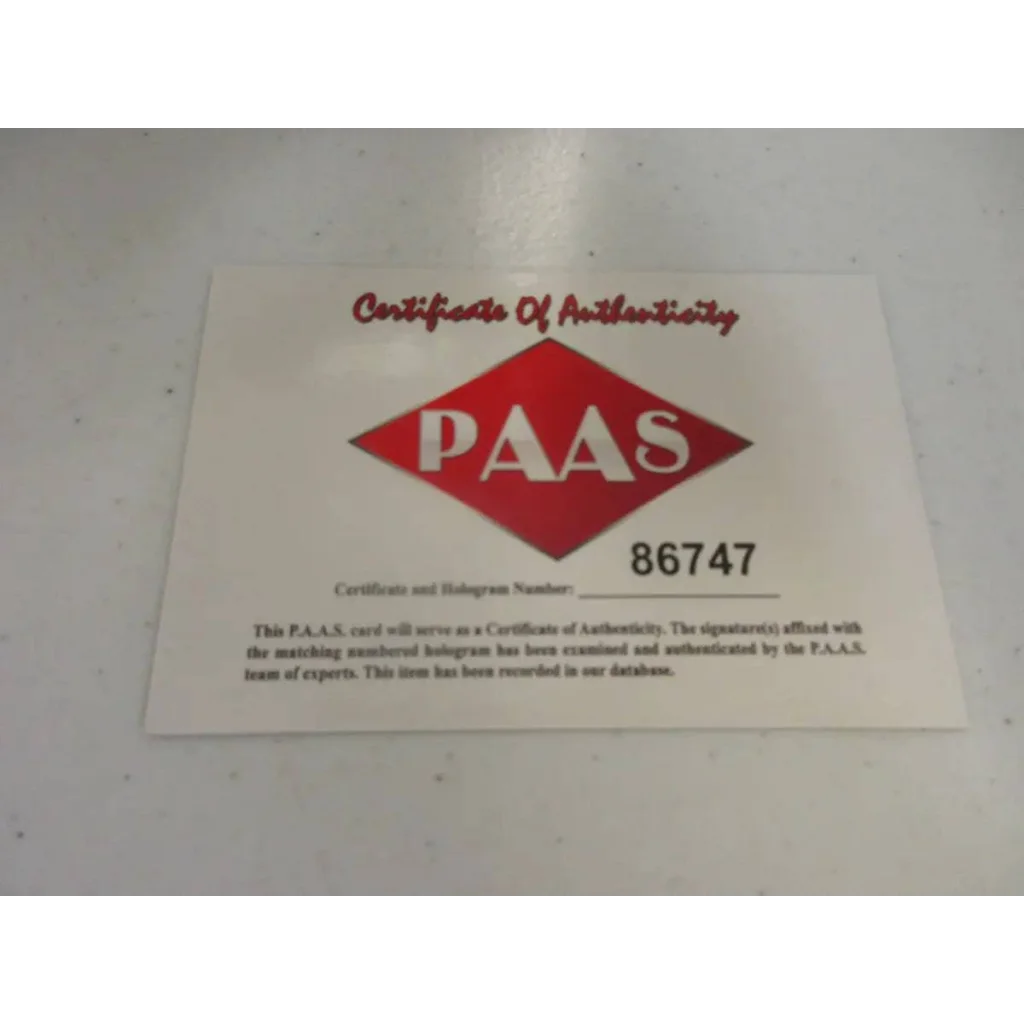 Certificate Of Authenticity
PAAS
86747
Certificate and Hologram Number:
This P.A.A.S. card will serve as a Certificate of Authenticity. The signature(s) affixed with
the matching numbered hologram has been examined and authenticated by the P.A.A.S.
team of experts. This item has been recorded in our database.